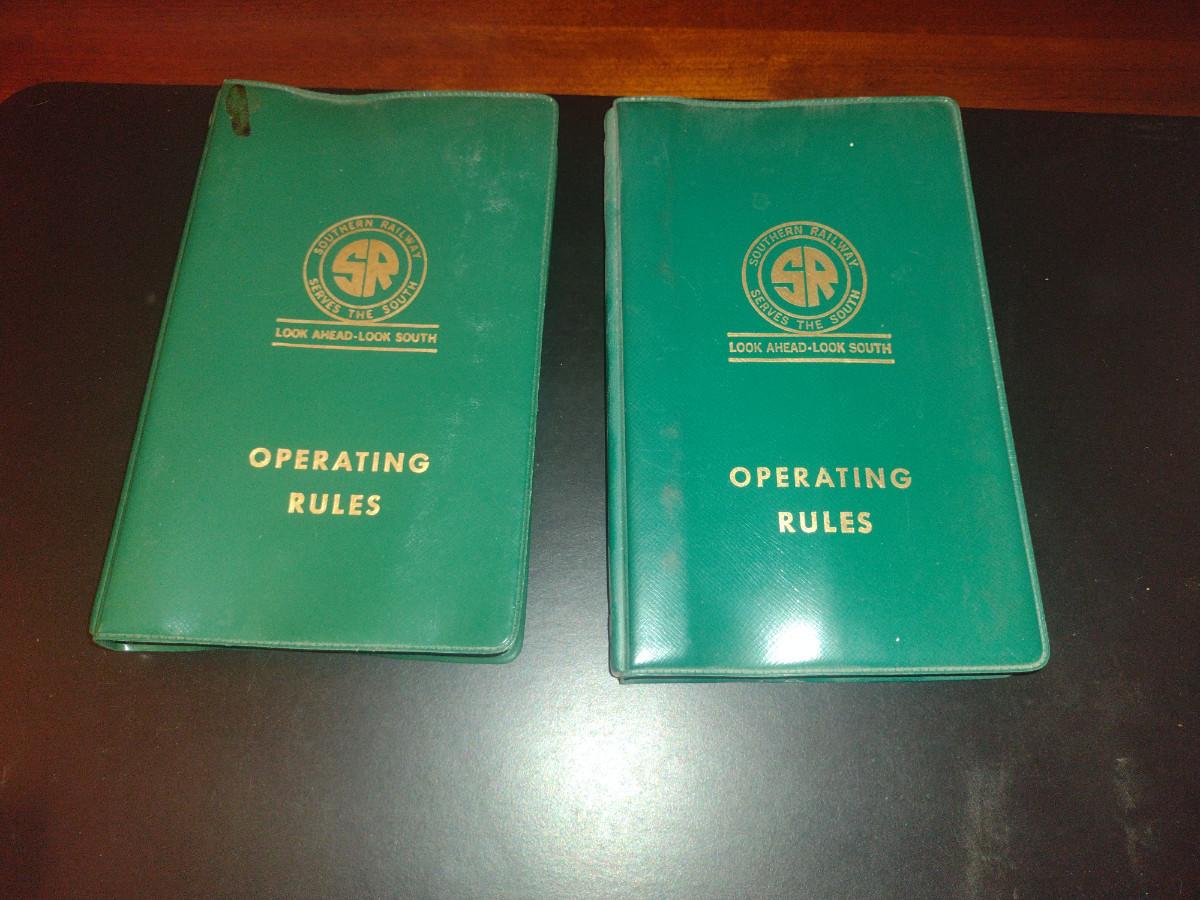 SOUTHERN RAILWAY
SR
SERVES THE SOUTH
LOOK AHEAD-LOOK SOUTH
OPERATING
RULES
SOUTHERN RAILWAY
SR
SERVES THE SOUTH
LOOK AHEAD-LOOK SOUTH
OPERATING
RULES